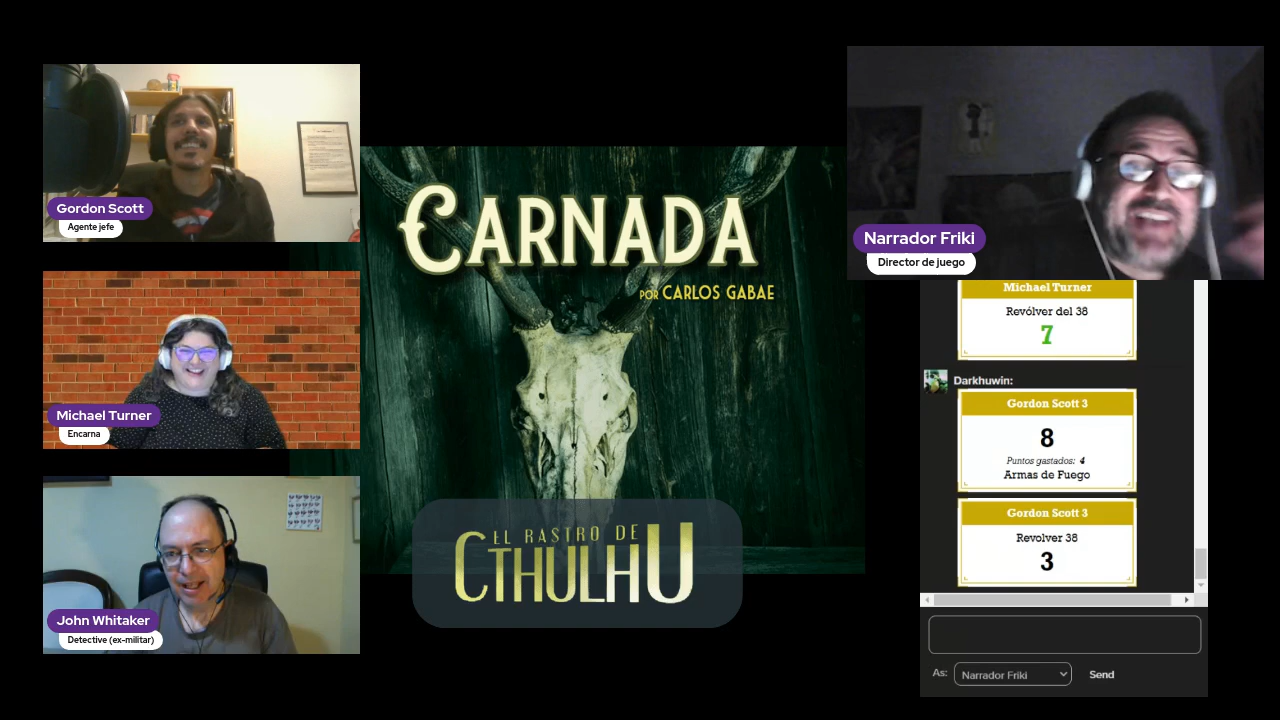 Gordon Scott
Agente jefe
Michael Turner
Encarna
John Whitaker
Detective (ex-militar)
CARNADA
POR CARLOS GABAE
EL RASTRO DE
CTHULHU
Narrador Friki
Director de juego
Michael Turner
Revólver del 38
7
Darkhuwin:
Gordon Scott 3
8
Puntos gastados: 4
Armas de Fuego
Gordon Scott 3
Revolver 38
3
As:
Narrador Friki
Send